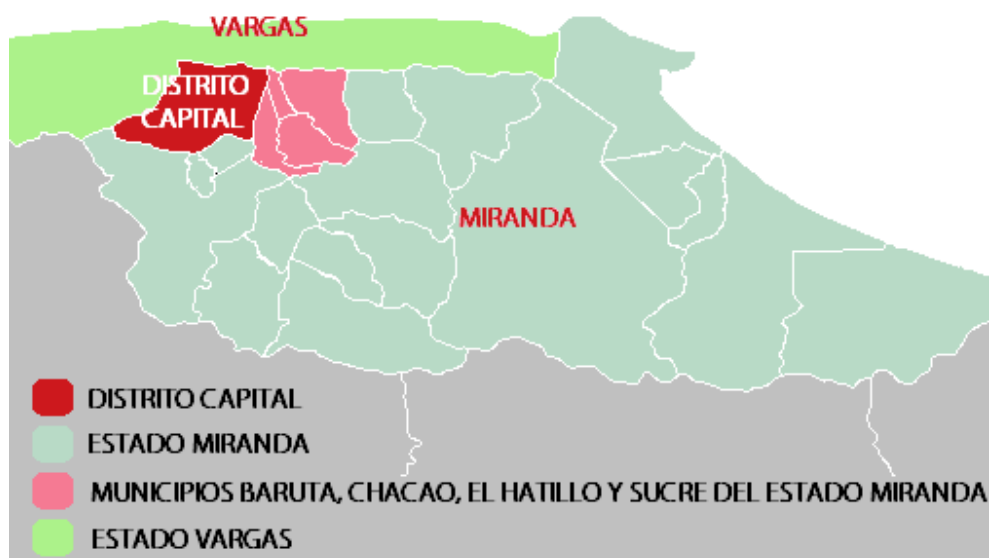 VARGAS
DISTRITO
CAPITAL
MIRANDA
DISTRITO CAPITAL
ESTADO MIRANDA
MUNICIPIOS BARUTA, CHACAO, EL HATILLO Y SUCRE DEL ESTADO MIRANDA
ESTADO VARGAS